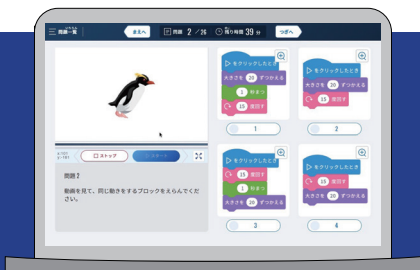 問題一覧
まえへ
問題 2 / 26
残り時間 39 分
つぎへ
ストップ
問題 2
動画を見て、同じ動きをするブロックをえらんでくだ
さい。
をクリックしたとき
大きさを 20 ずつかえる
1 秒まつ
15 度回す
1
をクリックしたとき
大きさを 20 ずつかえる
15 度回す
2
をクリックしたとき
15 度回す
1 秒まつ
大きさを 20 ずつかえる
3
をクリックしたとき
15 度回す
大きさを 20 ずつかえる
4